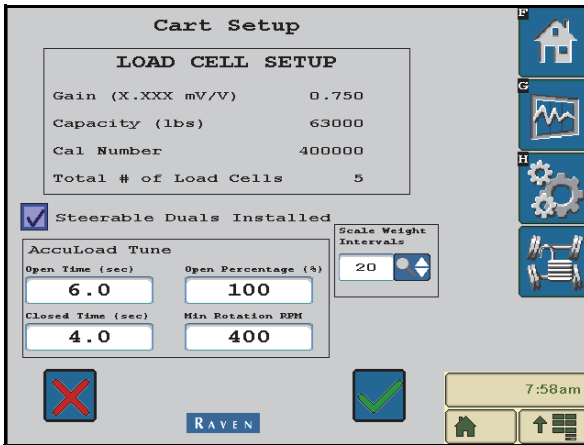 Cart Setup
LOAD CELL SETUP
Gain (X.XXX mV/V) 0.750
Capacity (lbs) 63000
Cal Number 400000
Total # of Load Cells 5
Steerable Duals Installed
Scale Weight
Intervals
20
AccuLoad Tune
Open Time (sec) Open Percentage (%)
6.0 100
Closed Time (sec) Min Rotation RPM
4.0 400
RAVEN
F
G
H
7:58am